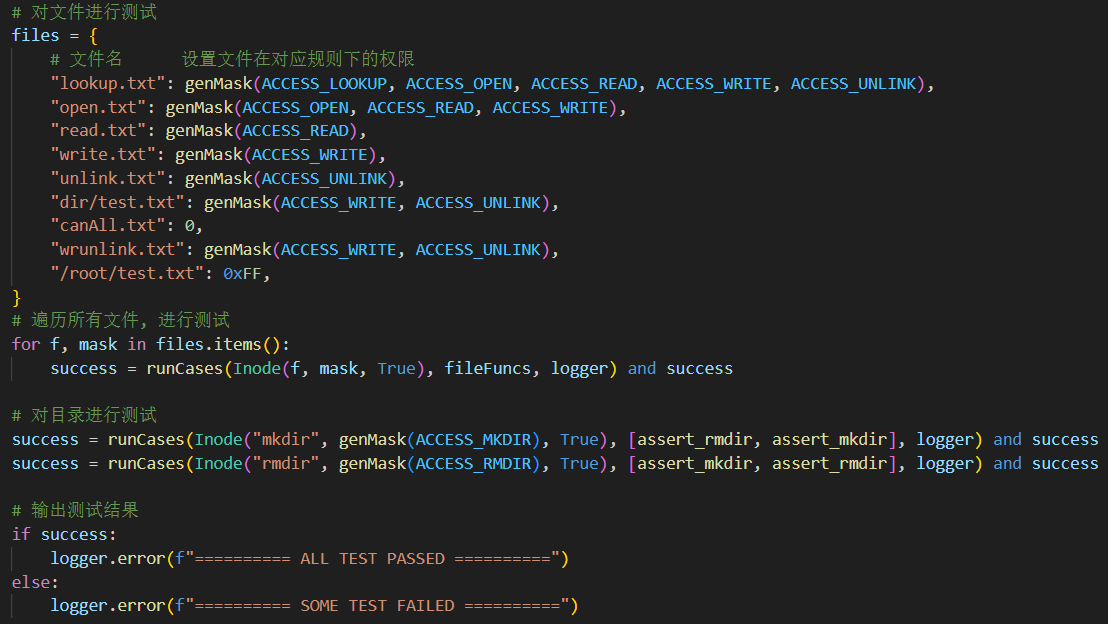 # 对文件进行测试
files = {
    # 文件名      设置文件在对应规则下的权限
    "lookup.txt": genMask(ACCESS_LOOKUP, ACCESS_OPEN, ACCESS_READ, ACCESS_WRITE, ACCESS_UNLINK),
    "open.txt": genMask(ACCESS_OPEN, ACCESS_READ, ACCESS_WRITE),
    "read.txt": genMask(ACCESS_READ),
    "write.txt": genMask(ACCESS_WRITE),
    "unlink.txt": genMask(ACCESS_UNLINK),
    "dir/test.txt": genMask(ACCESS_WRITE, ACCESS_UNLINK),
    "canAll.txt": 0,
    "wrunlink.txt": genMask(ACCESS_WRITE, ACCESS_UNLINK),
    "/root/test.txt": 0xFF,
}
# 遍历所有文件, 进行测试
for f, mask in files.items():
    success = runCases(Inode(f, mask, True), fileFuncs, logger) and success

# 对目录进行测试
success = runCases(Inode("mkdir", genMask(ACCESS_MKDIR), True), [assert_rmdir, assert_mkdir], logger) and success
success = runCases(Inode("rmdir", genMask(ACCESS_RMDIR), True), [assert_mkdir, assert_rmdir], logger) and success

# 输出测试结果
if success:
    logger.error(f"========== ALL TEST PASSED ==========")
else:
    logger.error(f"========== SOME TEST FAILED ==========")